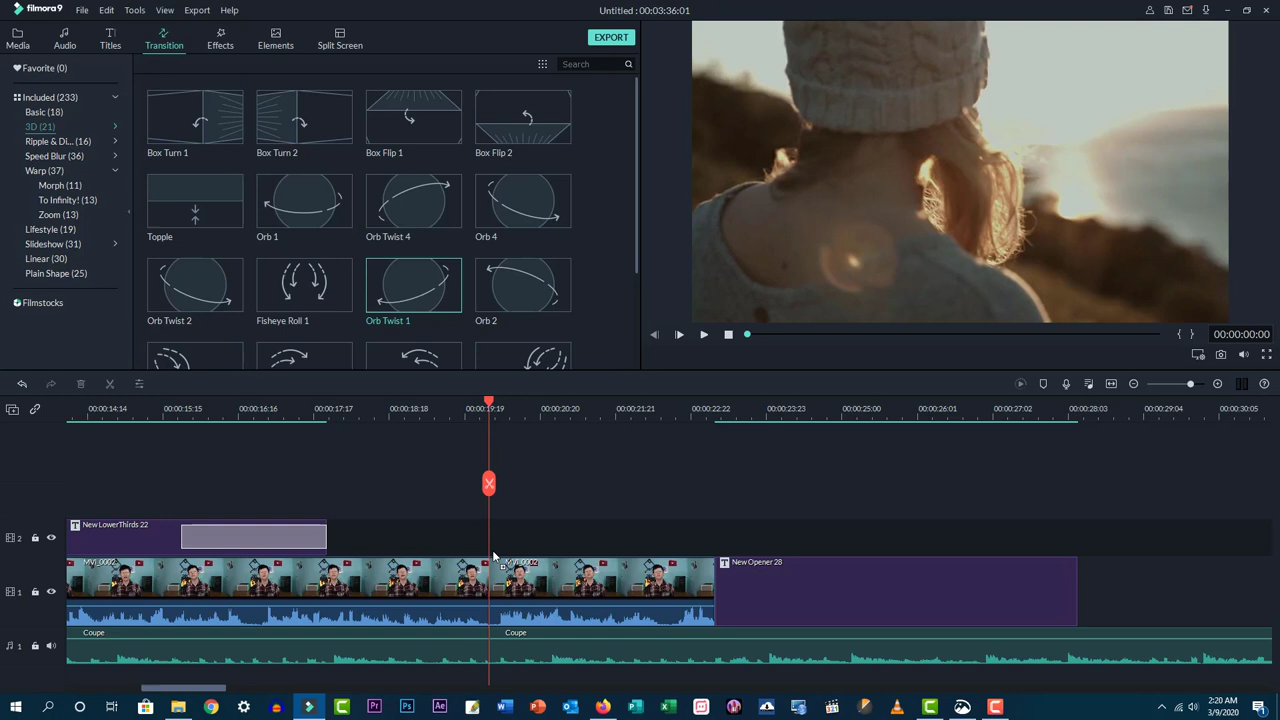 filmora9 File Edit Tools View Export Help Untitled : 00:03:36:01
Media Audio Titles Transition Effects Elements Split Screen EXPORT
Favorite (0) Search
Included (233)
Basic (18)
3D (21)
Ripple & Di... (16)
Speed Blur (36)
Warp (37)
Morph (11)
To Infinity! (13)
Zoom (13)
Lifestyle (19)
Slideshow (31)
Linear (30)
Plain Shape (25)
Filmstocks
Box Turn 1 Box Turn 2 Box Flip 1 Box Flip 2
Topple Orb 1 Orb Twist 4 Orb 4
Orb Twist 2 Fisheye Roll 1 Orb Twist 1 Orb 2
{ } 00:00:00:00
00:00:14:14 00:00:15:15 00:00:16:16 00:00:17:17 00:00:18:18 00:00:19:19 00:00:20:20 00:00:21:21 00:00:22:22 00:00:23:23 00:00:25:00 00:00:26:01 00:00:27:02 00:00:28:03 00:00:29:04 00:00:30:05
2 T New LowerThirds 22
1 MVI_0002 MVI_0002 T New Opener 28
1 Coupe Coupe
Pr Ps Ae 2:20 AM
3/9/2020